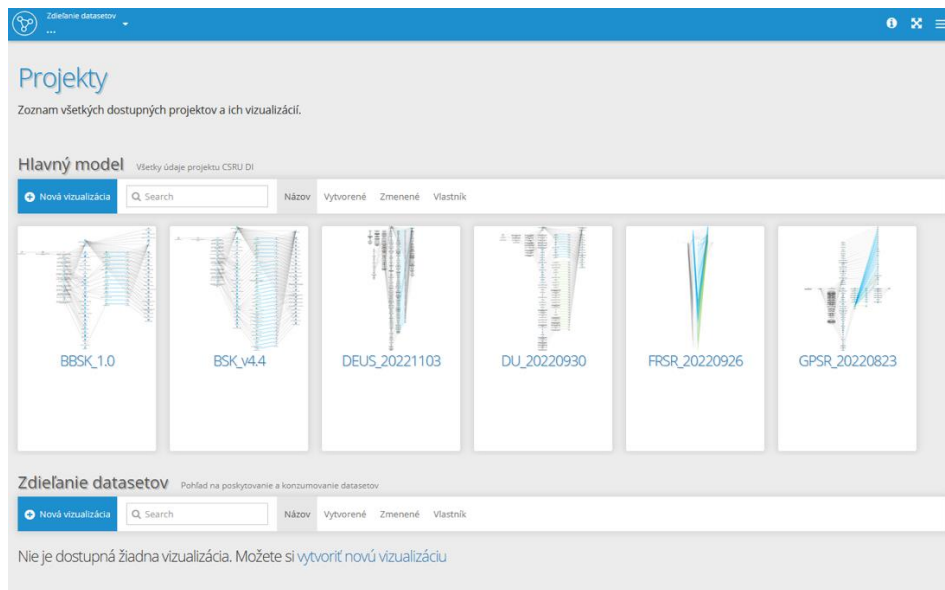 Zdieľanie datasetov
...
Projekty
Zoznam všetkých dostupných projektov a ich vizualizácií.
Hlavný model Všetky údaje projektu CSRU DI
Nová vizualizácia Search Názov Vytvorené Zmenené Vlastník
BBSK_1.0 BSK_v4.4 DEUS_20221103 DU_20220930 FRSR_20220926 GPSR_20220823
Zdieľanie datasetov Pohľad na poskytovanie a konzumovanie datasetov
Nová vizualizácia Search Názov Vytvorené Zmenené Vlastník
Nie je dostupná žiadna vizualizácia. Možete si vytvoriť novú vizualizáciu